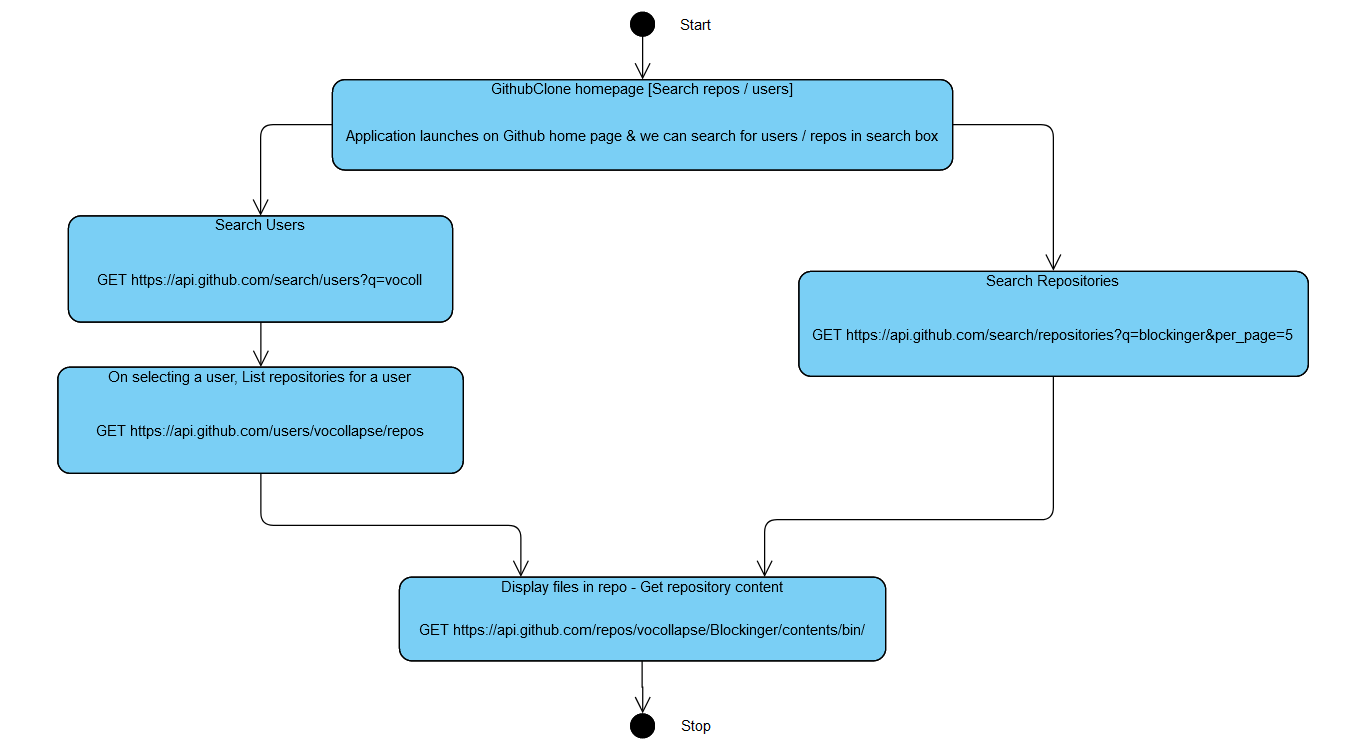 Start
GithubClone homepage [Search repos / users]
Application launches on Github home page & we can search for users / repos in search box
Search Users
GET https://api.github.com/search/users?q=vocoll
Search Repositories
GET https://api.github.com/search/repositories?q=blockinger&per_page=5
On selecting a user, List repositories for a user
GET https://api.github.com/users/vocollapse/repos
Display files in repo - Get repository content
GET https://api.github.com/repos/vocollapse/Blockinger/contents/bin/
Stop